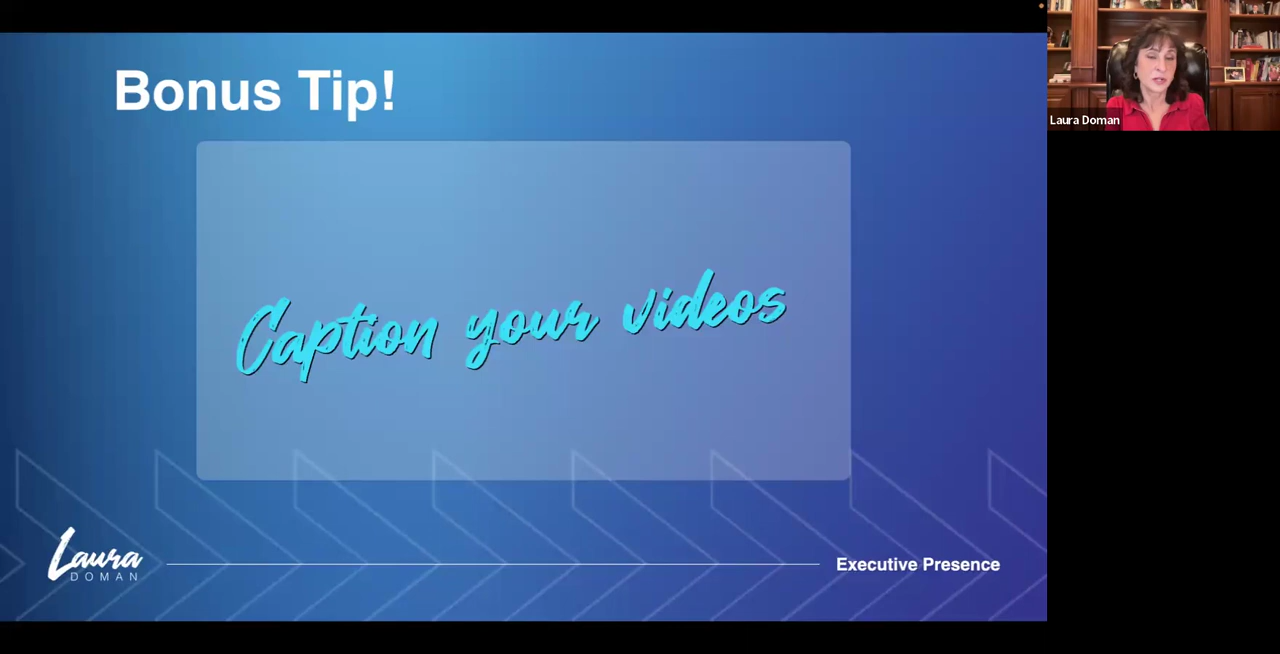 Bonus Tip!
Caption your videos
Laura
DOMAN
Executive Presence
Laura Doman